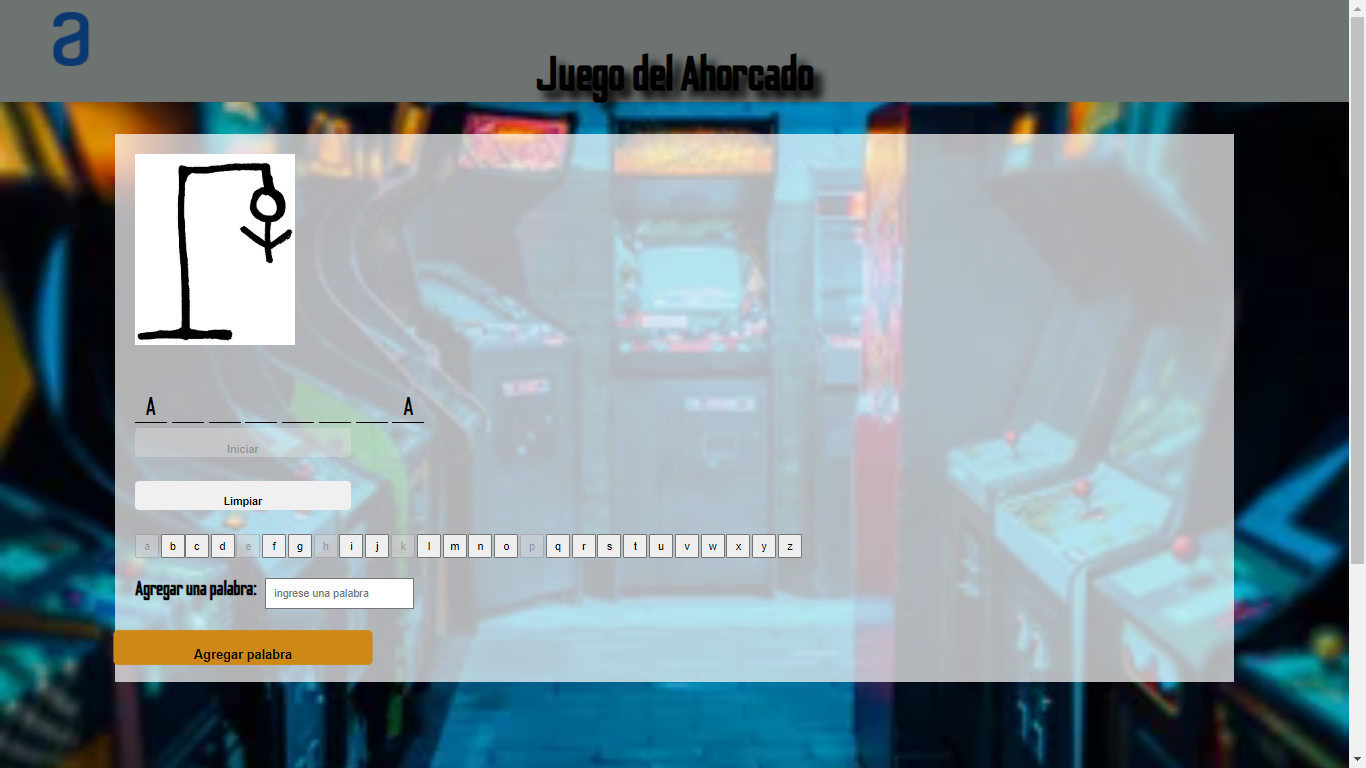 a
Juego del Ahorcado
A A
Iniciar
Limpiar
a b c d e f g h i j k l m n o p q r s t u v w x y z
Agregar una palabra: ingrese una palabra
Agregar palabra